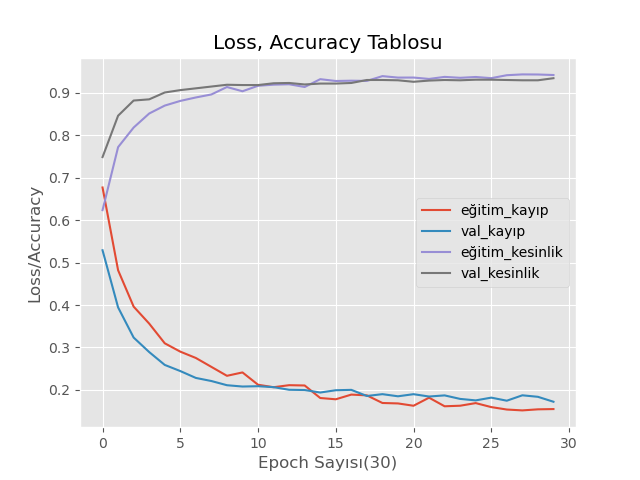 Loss, Accuracy Tablosu
Loss/Accuracy
0.9
0.8
0.7
0.6
0.5
0.4
0.3
0.2
eğitim_kayıp
val_kayıp
eğitim_kesinlik
val_kesinlik
0 5 10 15 20 25 30
Epoch Sayısı(30)